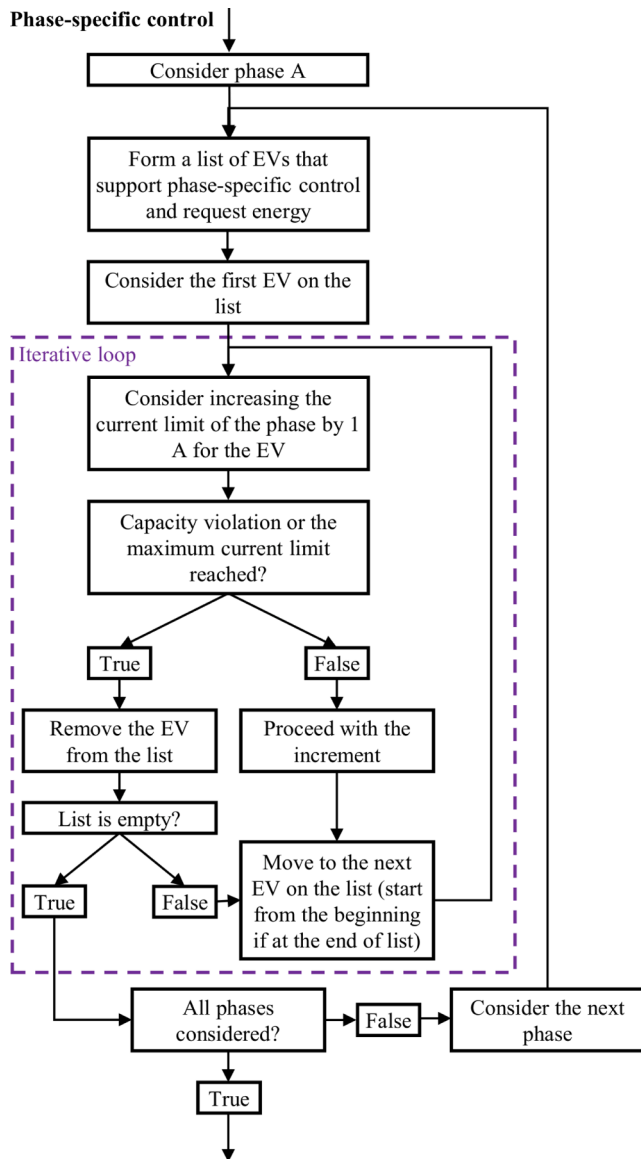 Phase-specific control
Consider phase A
Form a list of EVs that
support phase-specific control
and request energy
Consider the first EV on the
list
Iterative loop
Consider increasing the
current limit of the phase by 1
A for the EV
Capacity violation or the
maximum current limit
reached?
True
False
Remove the EV
from the list
Proceed with the
increment
List is empty?
True
False
Move to the next
EV on the list (start
from the beginning
if at the end of list)
All phases
considered?
False
Consider the next
phase
True